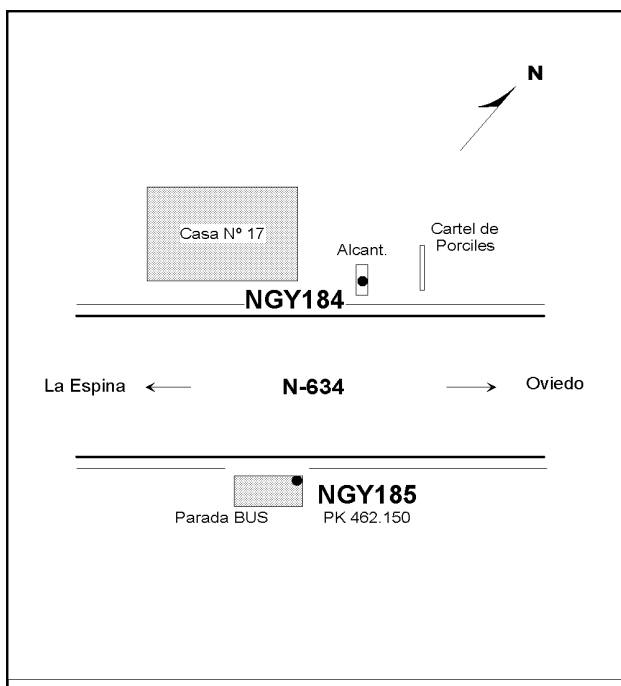 N
Casa Nº 17
Alcant.
Cartel de
Porciles
NGY184
La Espina
N-634
Oviedo
NGY185
Parada BUS
PK 462.150